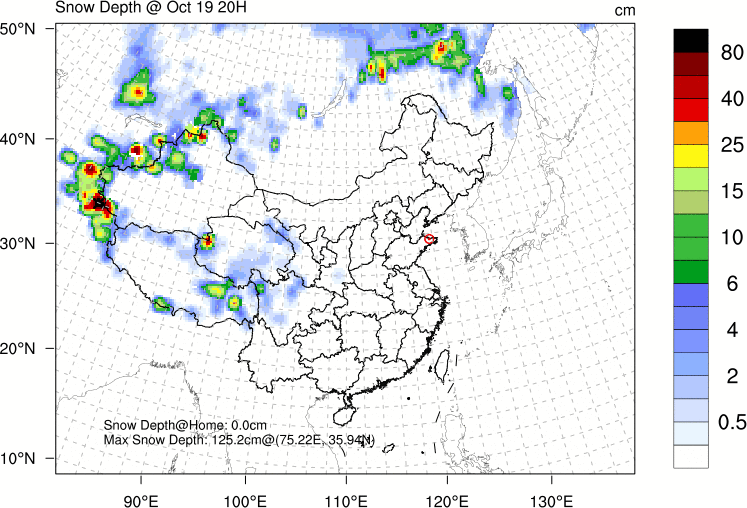 Snow Depth @ Oct 19 20H
cm
50°N
40°N
30°N
20°N
10°N
90°E
100°E
110°E
120°E
130°E
Snow Depth@Home: 0.0cm
Max Snow Depth: 125.2cm@(75.22E, 35.94N)
80
40
25
15
10
6
4
2
0.5